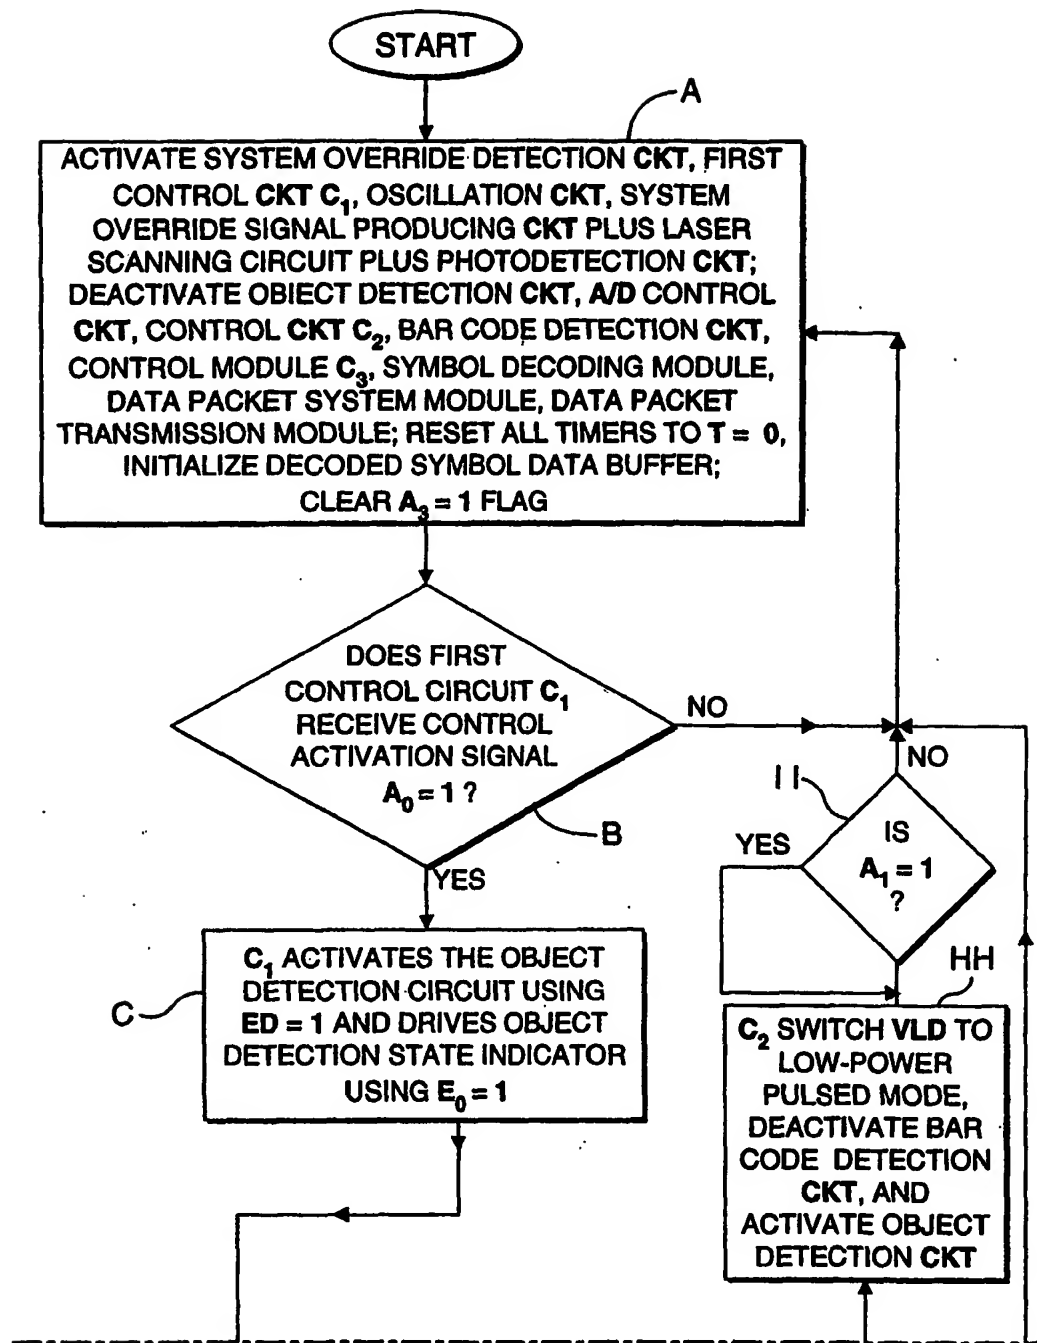 START
A
ACTIVATE SYSTEM OVERRIDE DETECTION CKT, FIRST
CONTROL CKT C₁, OSCILLATION CKT, SYSTEM
OVERRIDE SIGNAL PRODUCING CKT PLUS LASER
SCANNING CIRCUIT PLUS PHOTODETECTION CKT;
DEACTIVATE OBIECT DETECTION CKT, A/D CONTROL
CKT, CONTROL CKT C₂, BAR CODE DETECTION CKT,
CONTROL MODULE C₃, SYMBOL DECODING MODULE,
DATA PACKET SYSTEM MODULE, DATA PACKET
TRANSMISSION MODULE; RESET ALL TIMERS TO T = 0,
INITIALIZE DECODED SYMBOL DATA BUFFER;
CLEAR A₃ = 1 FLAG
DOES FIRST
CONTROL CIRCUIT C₁
RECEIVE CONTROL
ACTIVATION SIGNAL
A₀ = 1 ?
NO
B
YES
NO
II
YES
IS
A₁ = 1
?
C
C₁ ACTIVATES THE OBJECT
DETECTION CIRCUIT USING
ED = 1 AND DRIVES OBJECT
DETECTION STATE INDICATOR
USING E₀ = 1
HH
C₂ SWITCH VLD TO
LOW-POWER
PULSED MODE,
DEACTIVATE BAR
CODE DETECTION
CKT, AND
ACTIVATE OBJECT
DETECTION CKT